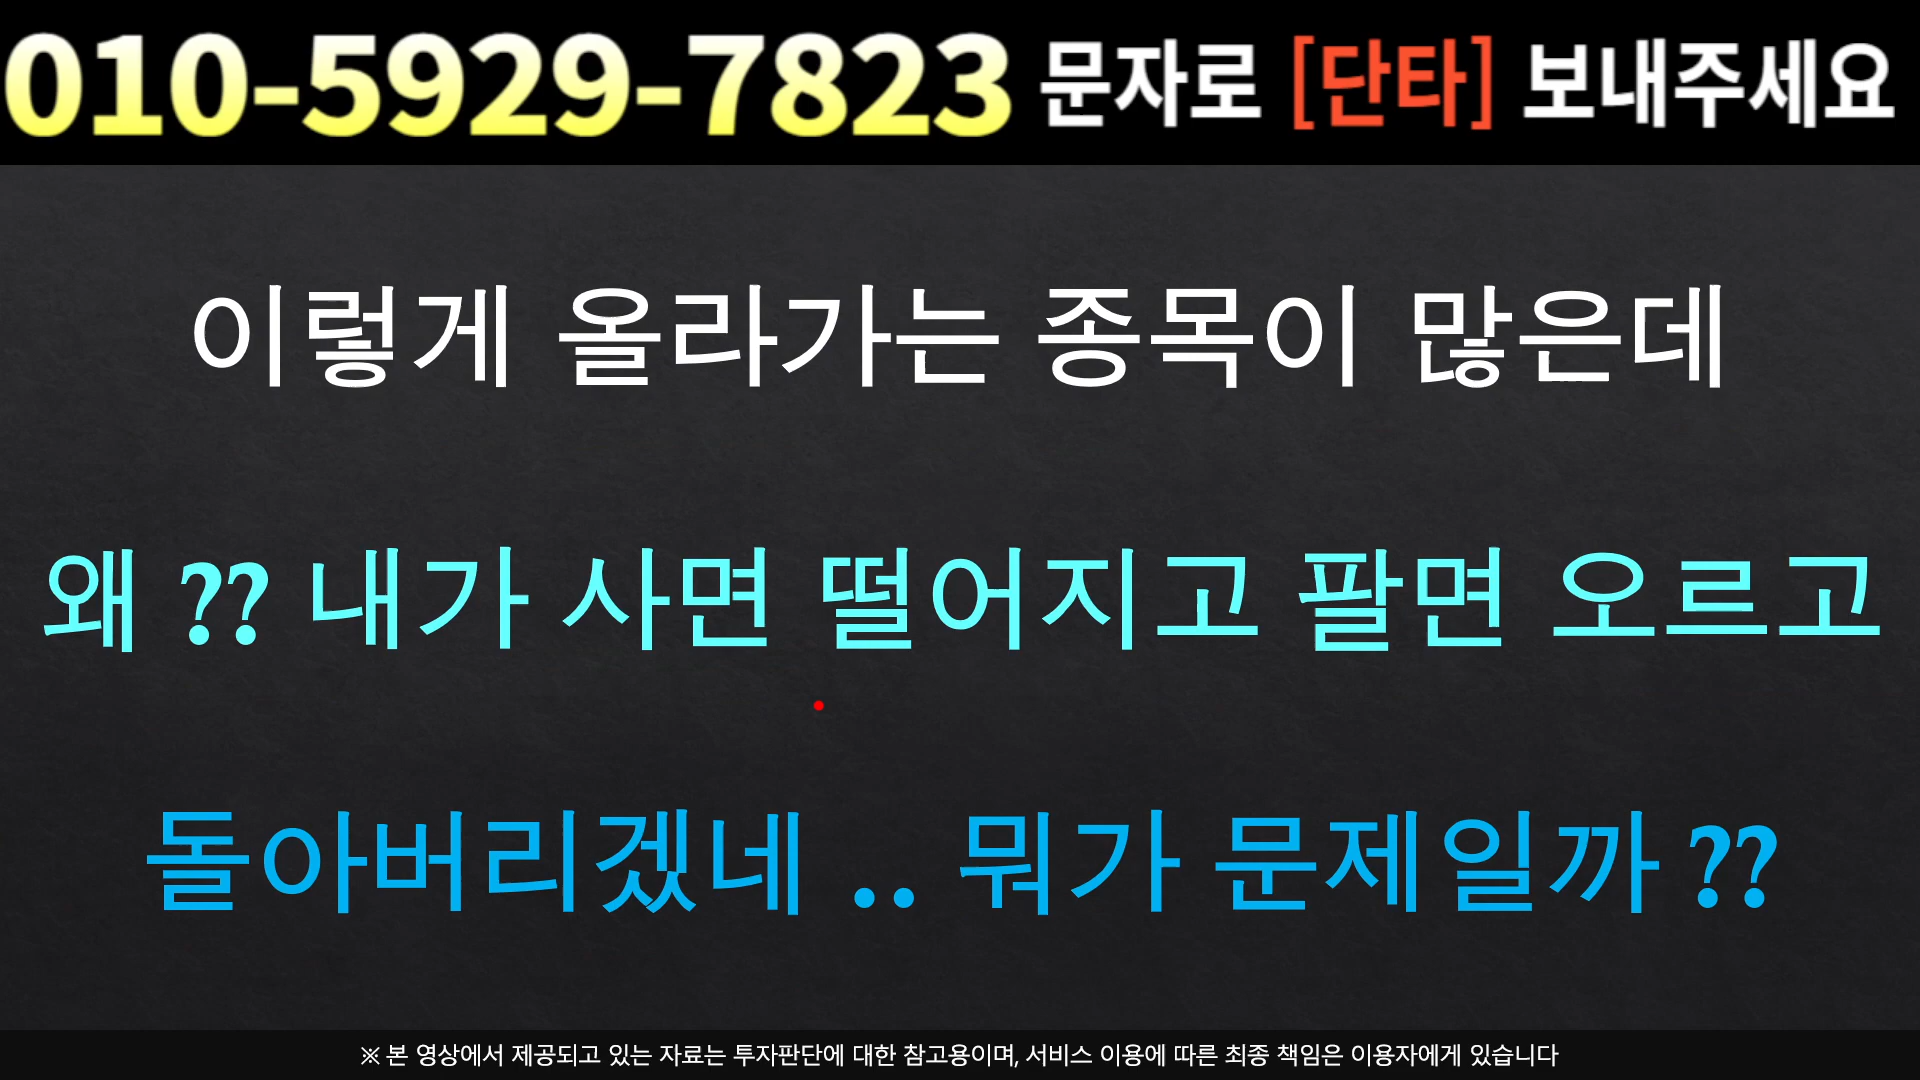 010-5929-7823 문자로 [단타] 보내주세요
이렇게 올라가는 종목이 많은데
왜 ?? 내가 사면 떨어지고 팔면 오르고
돌아버리겠네 .. 뭐가 문제일까 ??
※ 본 영상에서 제공되고 있는 자료는 투자판단에 대한 참고용이며, 서비스 이용에 따른 최종 책임은 이용자에게 있습니다